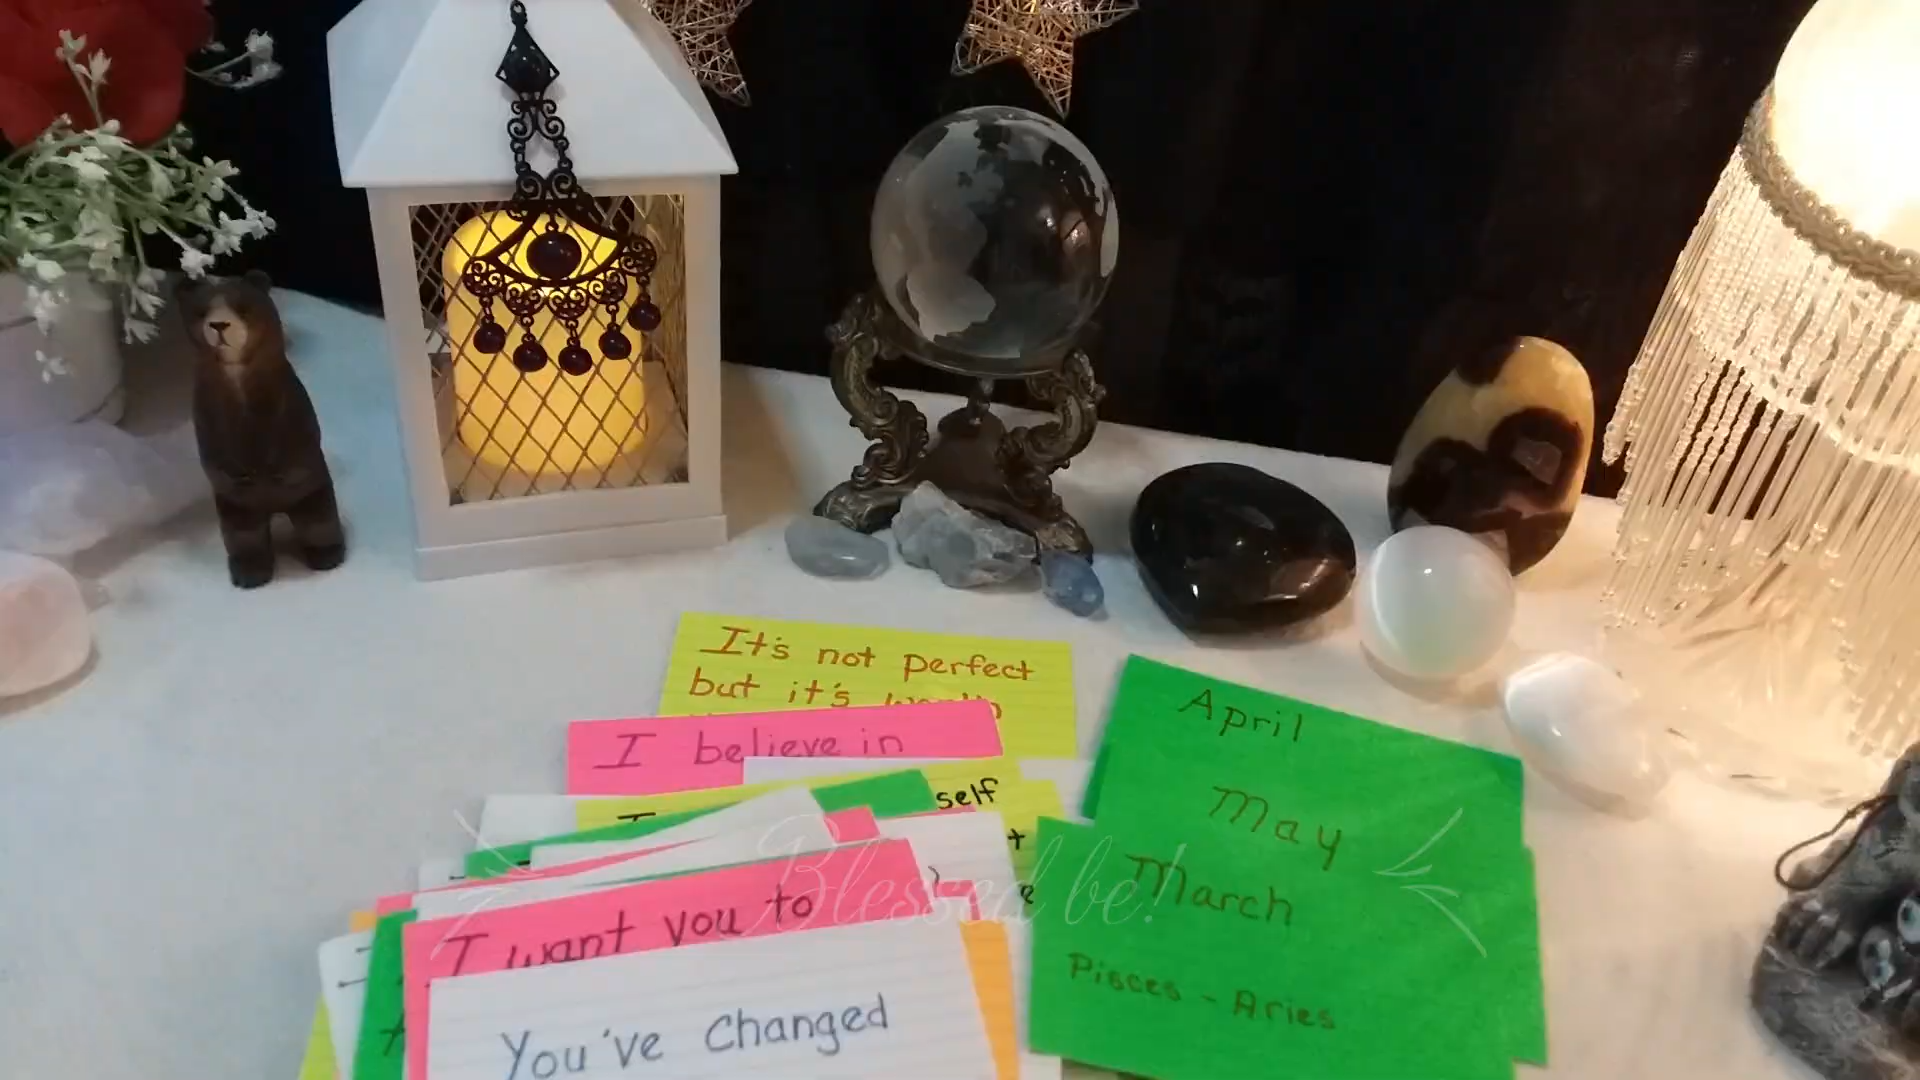 It's not perfect
but it's worth
I believe in
self
I want you to
You've Changed
April
May
March
Pisces - Aries
Blessed be!